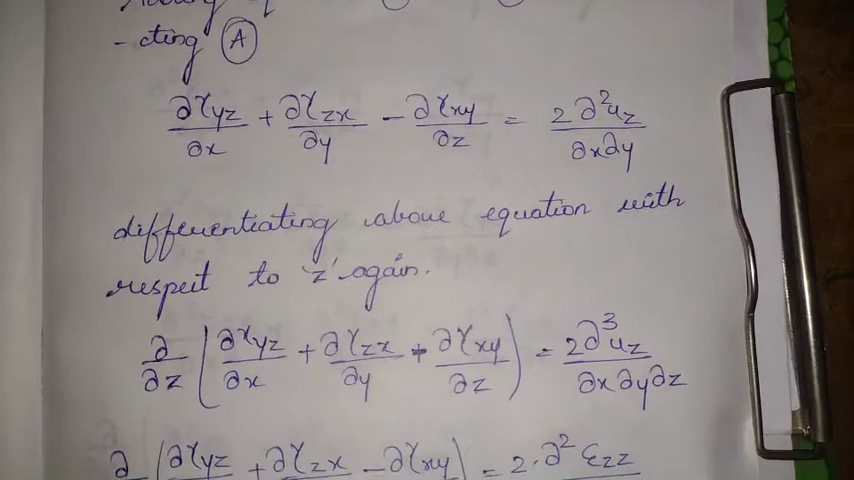 -cting (A)
∂γyz/∂x + ∂γzx/∂y - ∂γxy/∂z = 2∂²uz/∂x∂y
differentiating above equation with
respect to 'z' again.
∂/∂z (∂γyz/∂x + ∂γzx/∂y - ∂γxy/∂z) = 2∂³uz/∂x∂y∂z
∂ (∂γyz + ∂γzx - ∂γxy) = 2.∂² εzz